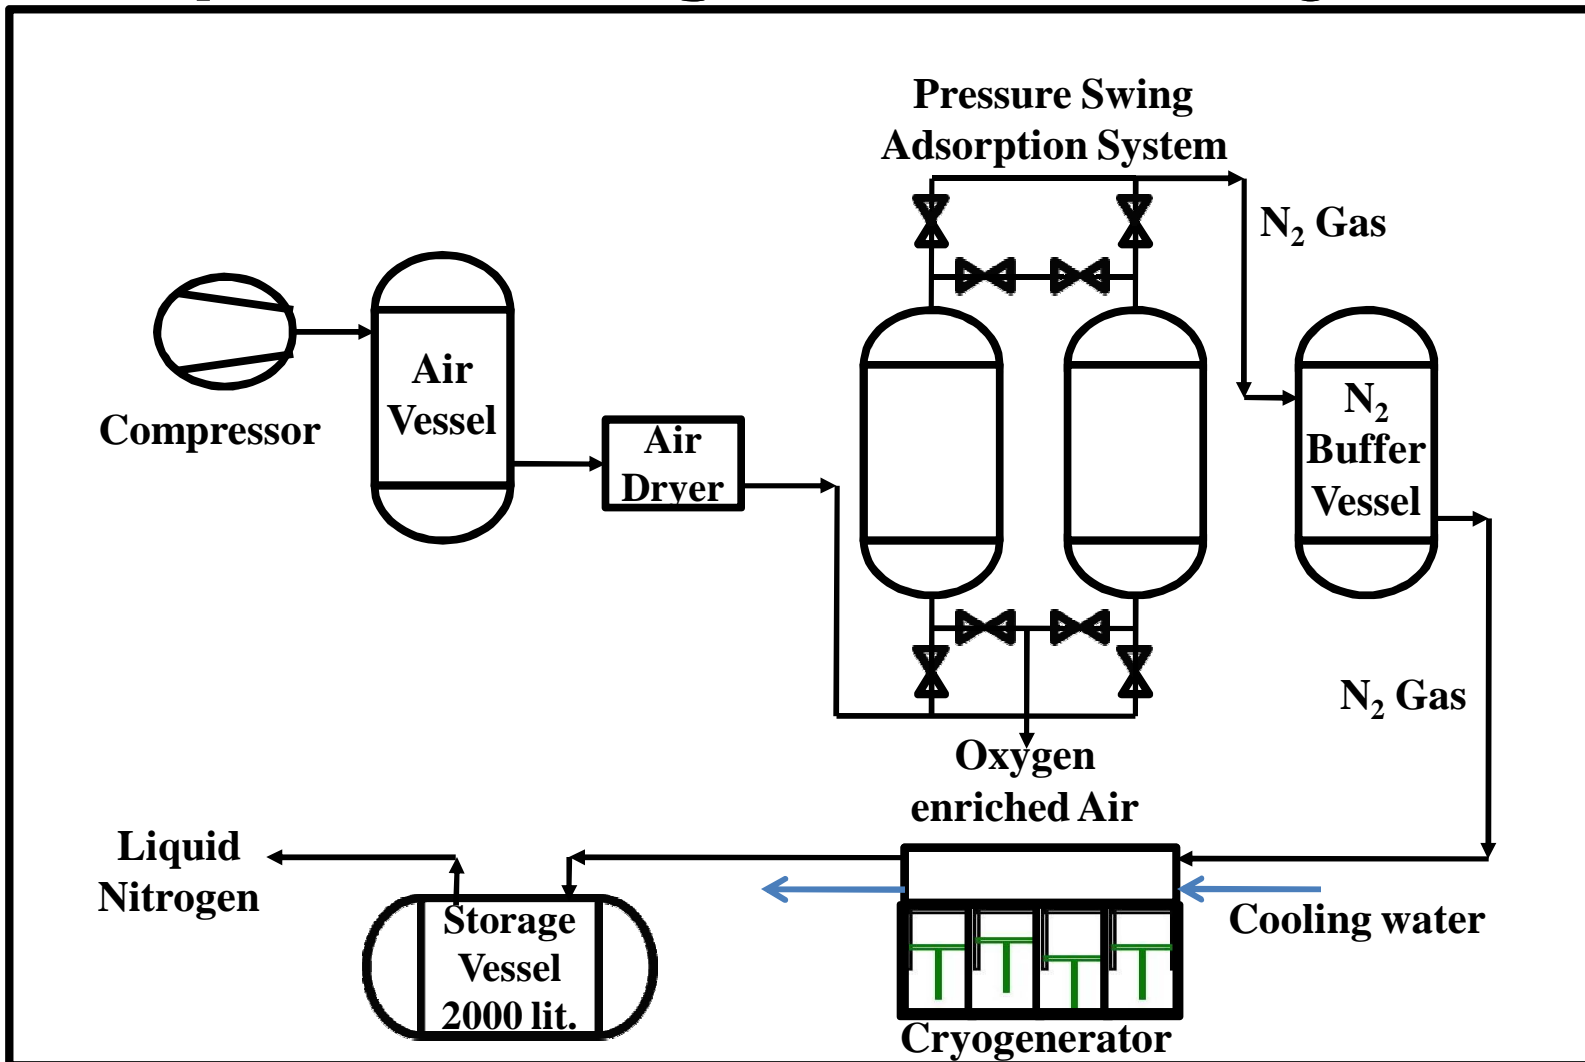 Pressure Swing
Adsorption System
N₂ Gas
Air
Vessel
Compressor
Air
Dryer
N₂
Buffer
Vessel
N₂ Gas
Oxygen
enriched Air
Liquid
Nitrogen
Storage
Vessel
2000 lit.
Cooling water
Cryogenerator